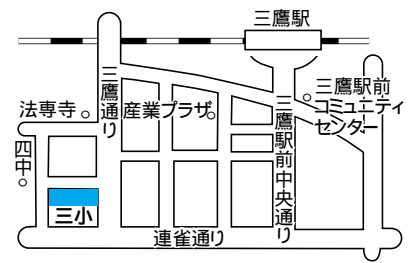 三鷹駅
三鷹通り
三鷹駅前
コミュニティ
センター
法専寺
産業プラザ
三鷹駅前中央通り
四中
三小
連雀通り